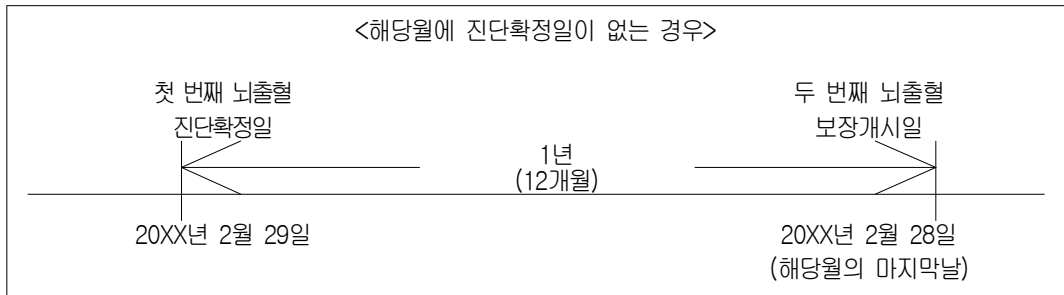 <해당월에 진단확정일이 없는 경우>
첫 번째 뇌출혈
진단확정일
두 번째 뇌출혈
보장개시일
1년
(12개월)
20XX년 2월 29일
20XX년 2월 28일
(해당월의 마지막날)